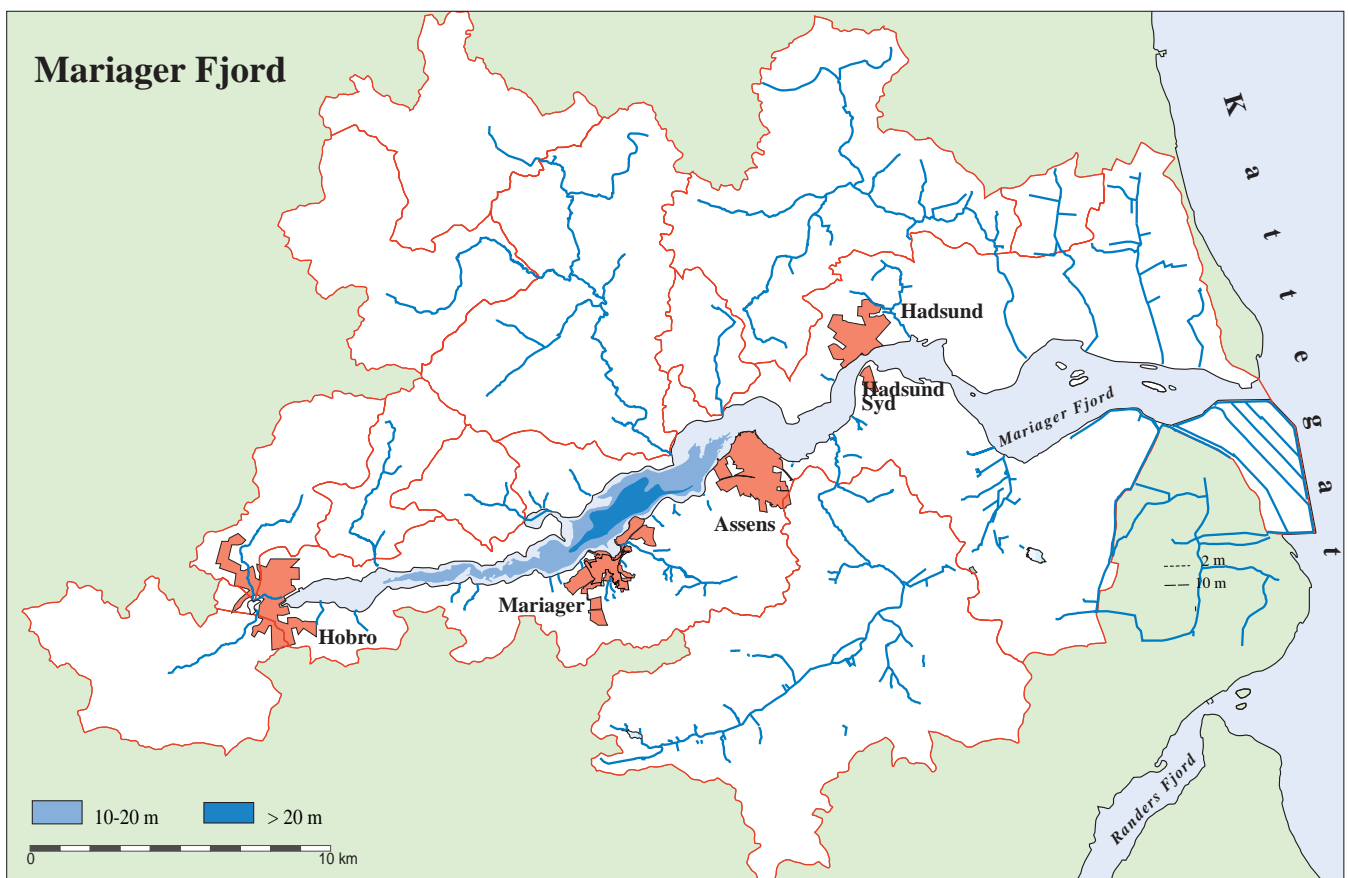 Mariager Fjord
Kattegat
Hadsund
Hadsund
Syd
Mariager Fjord
Assens
2 m
10 m
Mariager
Hobro
Randers Fjord
10-20 m
> 20 m
0
10 km